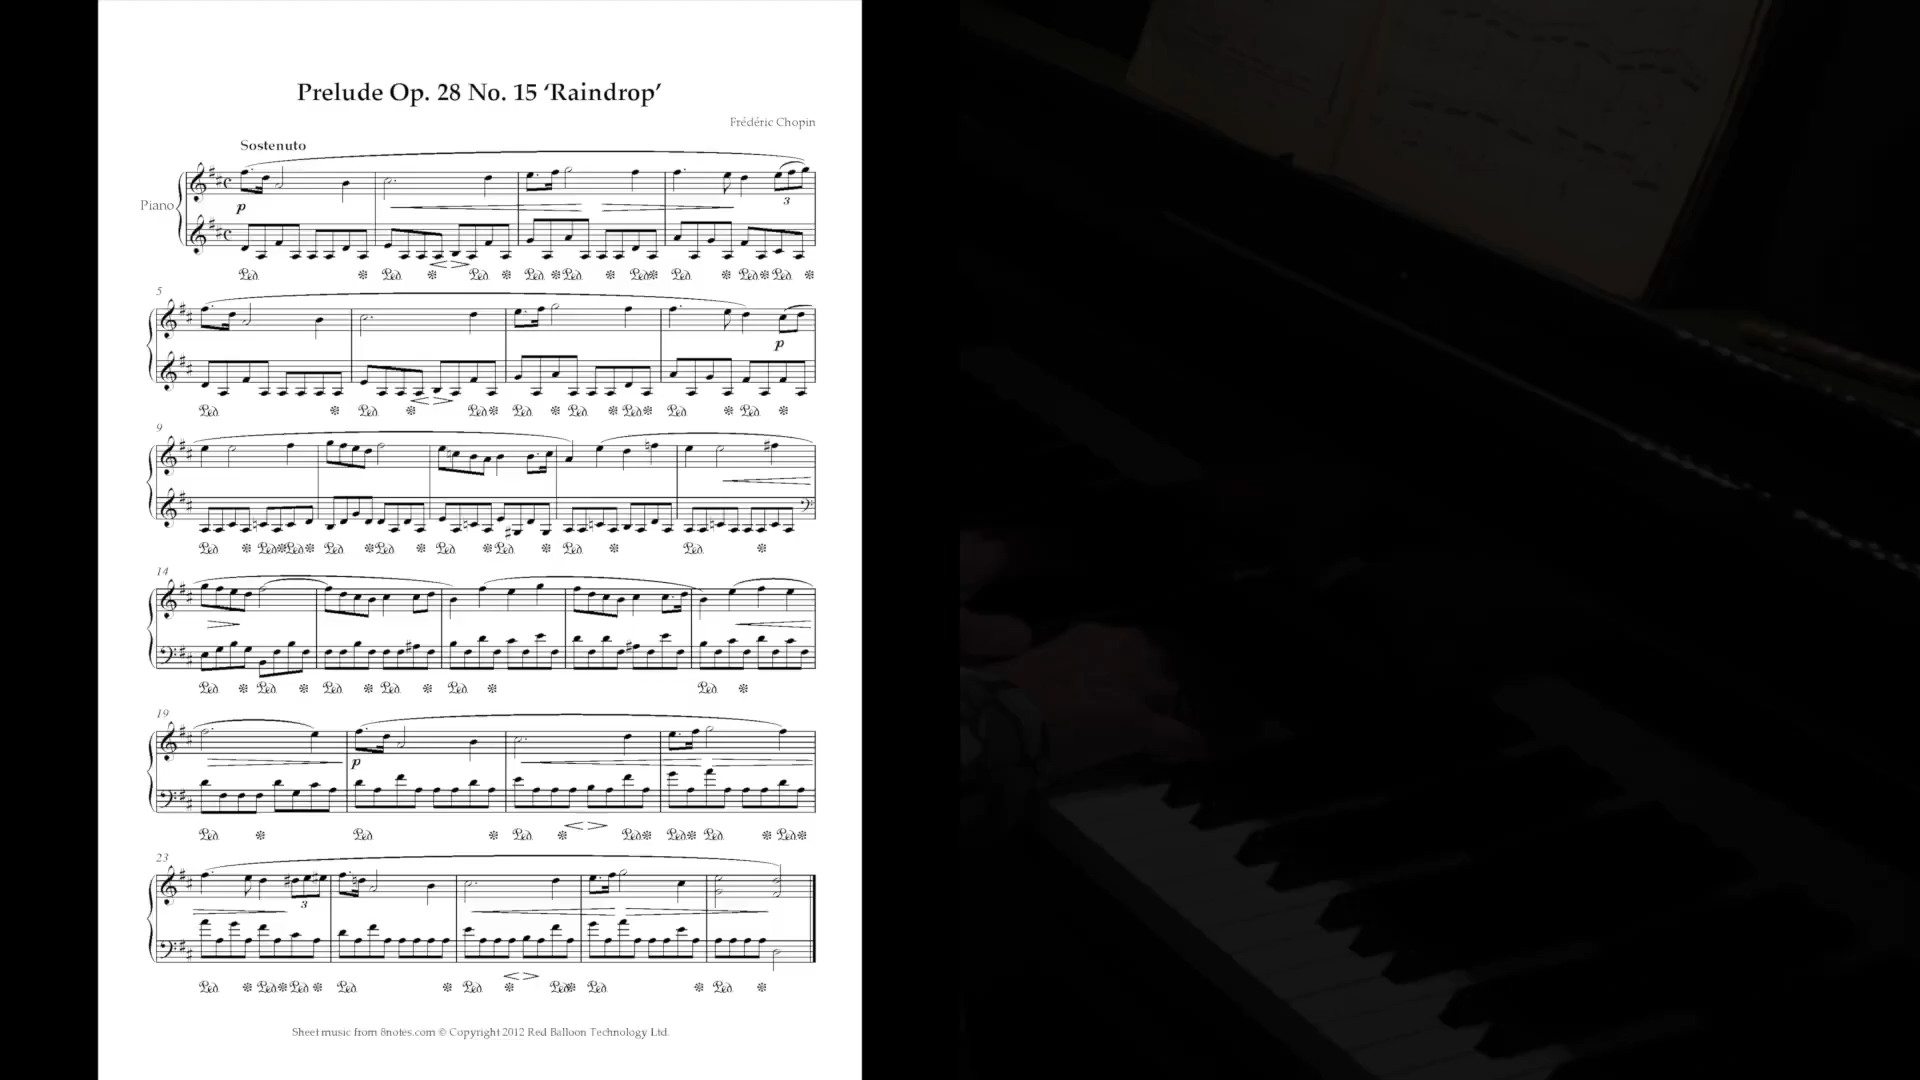 Prelude Op. 28 No. 15 ‘Raindrop’
Frédéric Chopin
Sostenuto
Piano
p
3
5
p
9
14
19
p
23
3
Sheet music from 8notes.com © Copyright 2012 Red Balloon Technology Ltd.